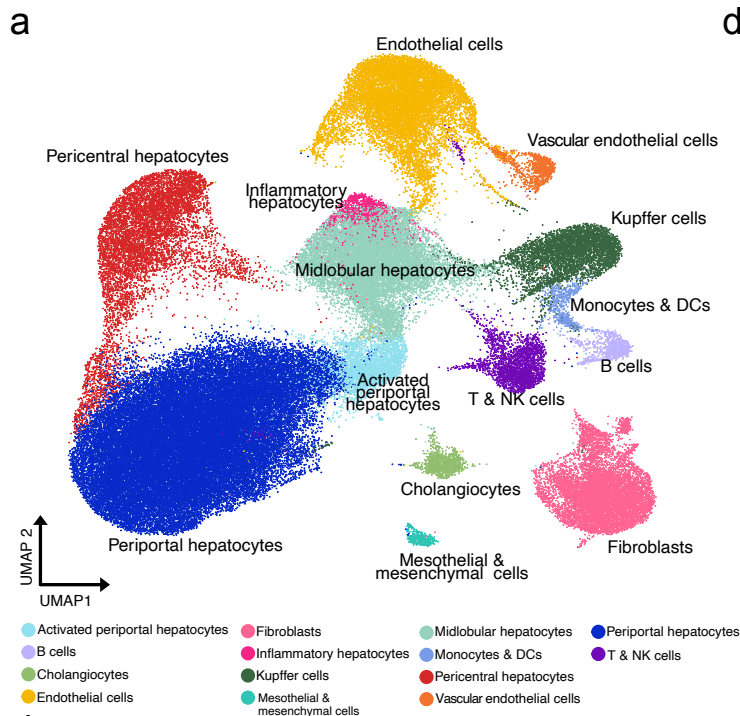 a
d
Endothelial cells
Vascular endothelial cells
Pericentral hepatocytes
Inflammatory
hepatocytes
Kupffer cells
Midlobular hepatocytes
Monocytes & DCs
B cells
Activated
periportal
hepatocytes
T & NK cells
Cholangiocytes
Periportal hepatocytes
Fibroblasts
Mesothelial &
mesenchymal cells
UMAP 2
UMAP1
Activated periportal hepatocytes
B cells
Cholangiocytes
Endothelial cells
Fibroblasts
Inflammatory hepatocytes
Kupffer cells
Mesothelial &
mesenchymal cells
Midlobular hepatocytes
Monocytes & DCs
Pericentral hepatocytes
Vascular endothelial cells
Periportal hepatocytes
T & NK cells